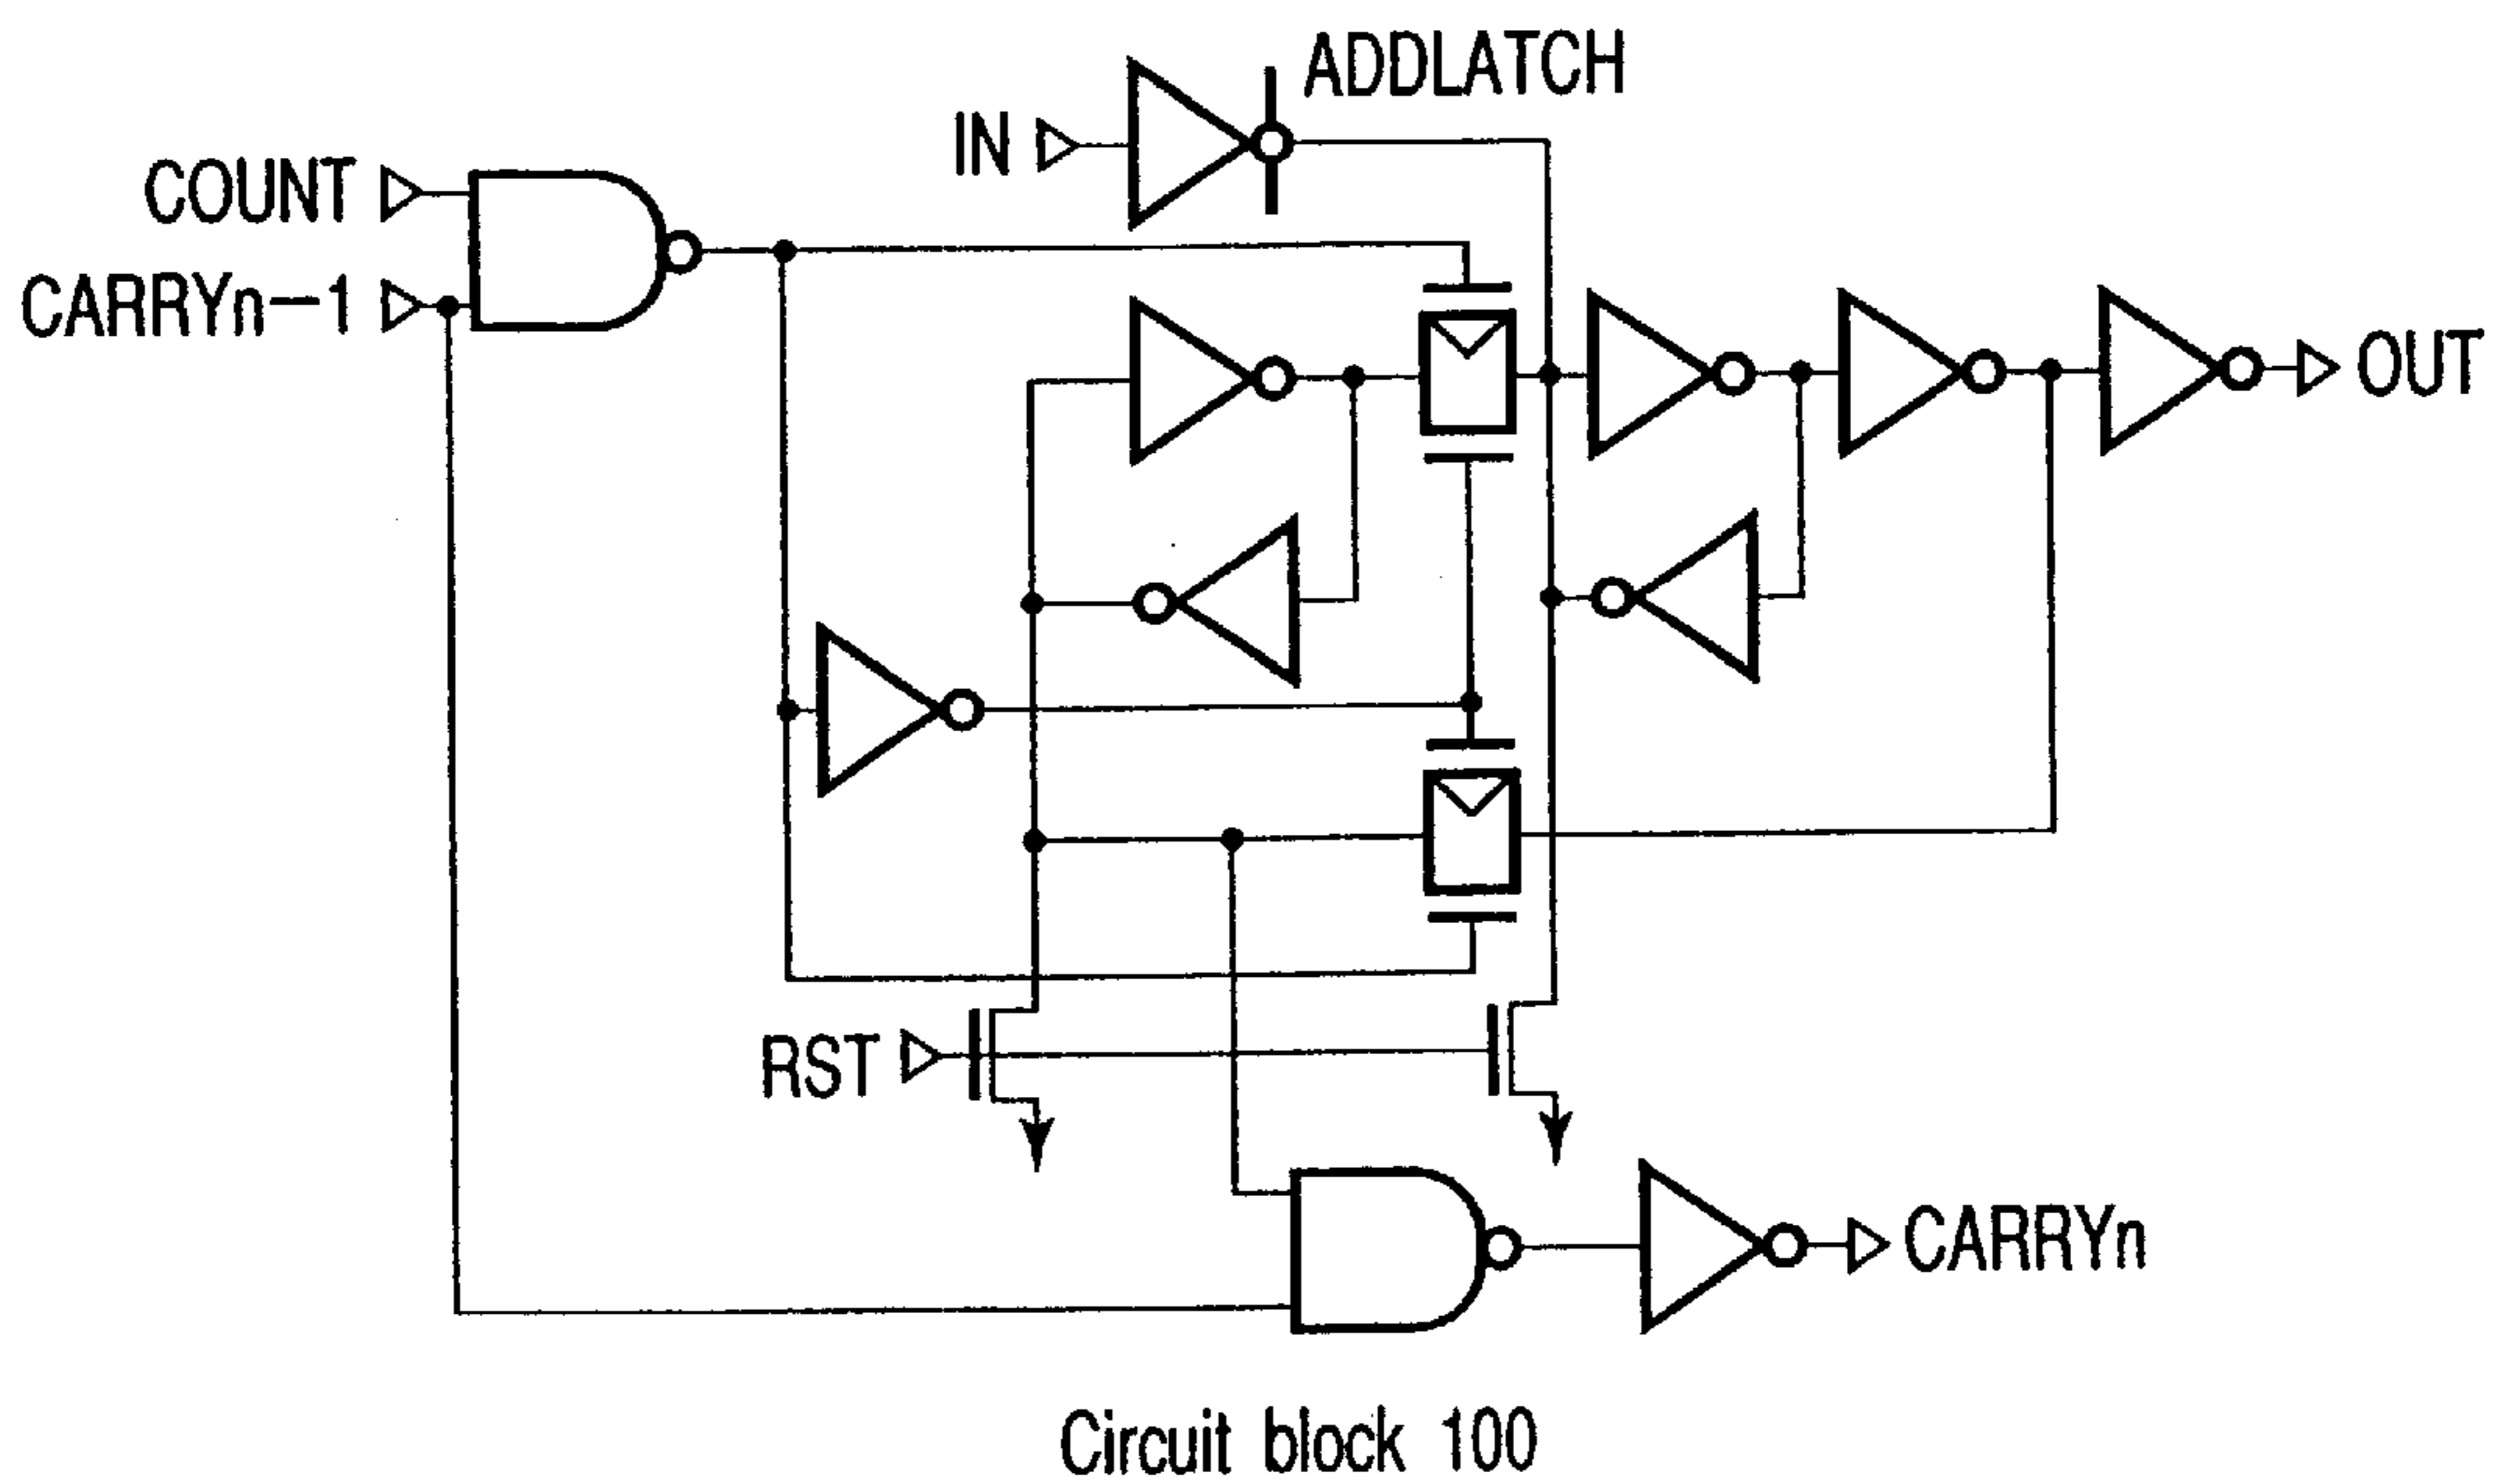 ADDLATCH
IN
COUNT
CARRYn-1
OUT
RST
CARRYn
Circuit block 100